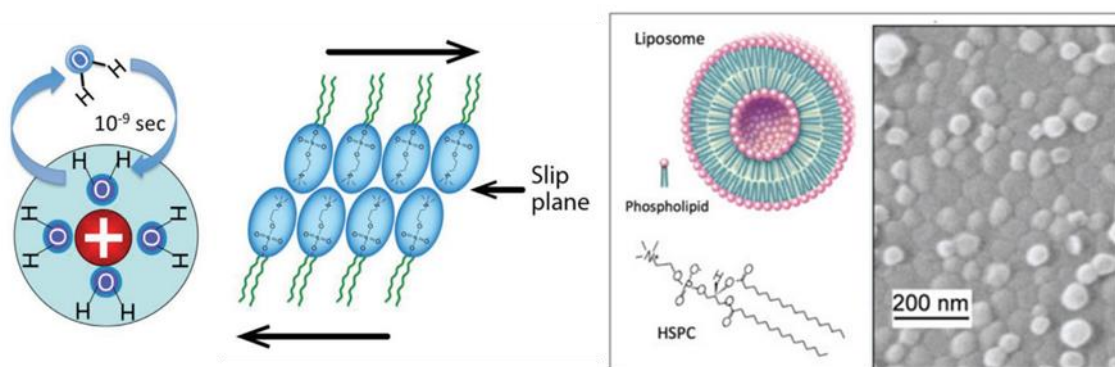 O
H
H
10⁻⁹ sec
H H
O
H O + O H
H H
O
H H
Slip
plane
Liposome
Phospholipid
N+
O
O-
P
O
O
H
O
O
O
O
HSPC
200 nm